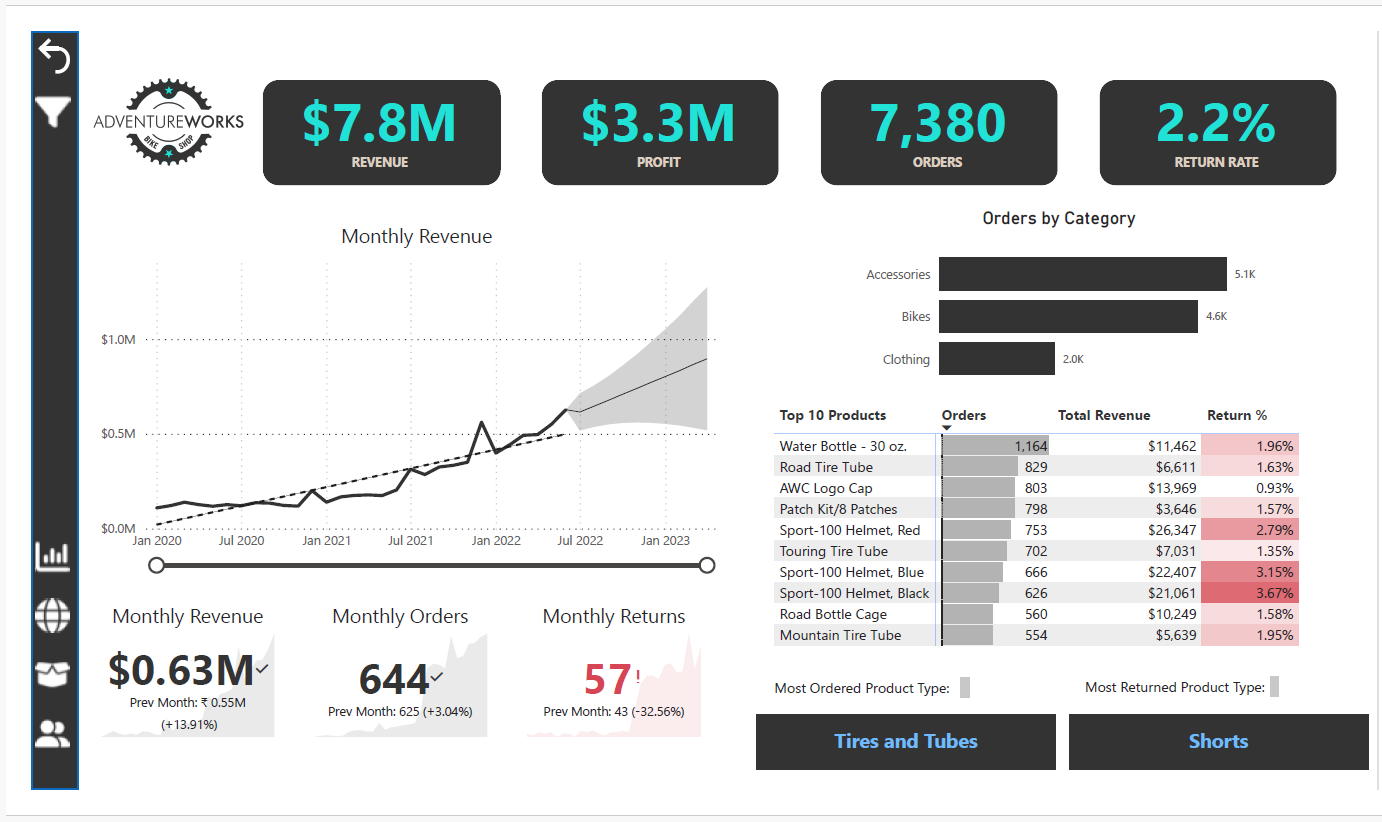 ADVENTUREWORKS
BIKE SHOP
$7.8M
REVENUE
$3.3M
PROFIT
7,380
ORDERS
2.2%
RETURN RATE
Monthly Revenue
$1.0M
$0.5M
$0.0M
Jan 2020 Jul 2020 Jan 2021 Jul 2021 Jan 2022 Jul 2022 Jan 2023
Orders by Category
Accessories 5.1K
Bikes 4.6K
Clothing 2.0K
Top 10 Products Orders Total Revenue Return %
Water Bottle - 30 oz. 1,164 $11,462 1.96%
Road Tire Tube 829 $6,611 1.63%
AWC Logo Cap 803 $13,969 0.93%
Patch Kit/8 Patches 798 $3,646 1.57%
Sport-100 Helmet, Red 753 $26,347 2.79%
Touring Tire Tube 702 $7,031 1.35%
Sport-100 Helmet, Blue 666 $22,407 3.15%
Sport-100 Helmet, Black 626 $21,061 3.67%
Road Bottle Cage 560 $10,249 1.58%
Mountain Tire Tube 554 $5,639 1.95%
Monthly Revenue
$0.63M
Prev Month: ₹ 0.55M
(+13.91%)
Monthly Orders
644
Prev Month: 625 (+3.04%)
Monthly Returns
57!
Prev Month: 43 (-32.56%)
Most Ordered Product Type:
Tires and Tubes
Most Returned Product Type:
Shorts